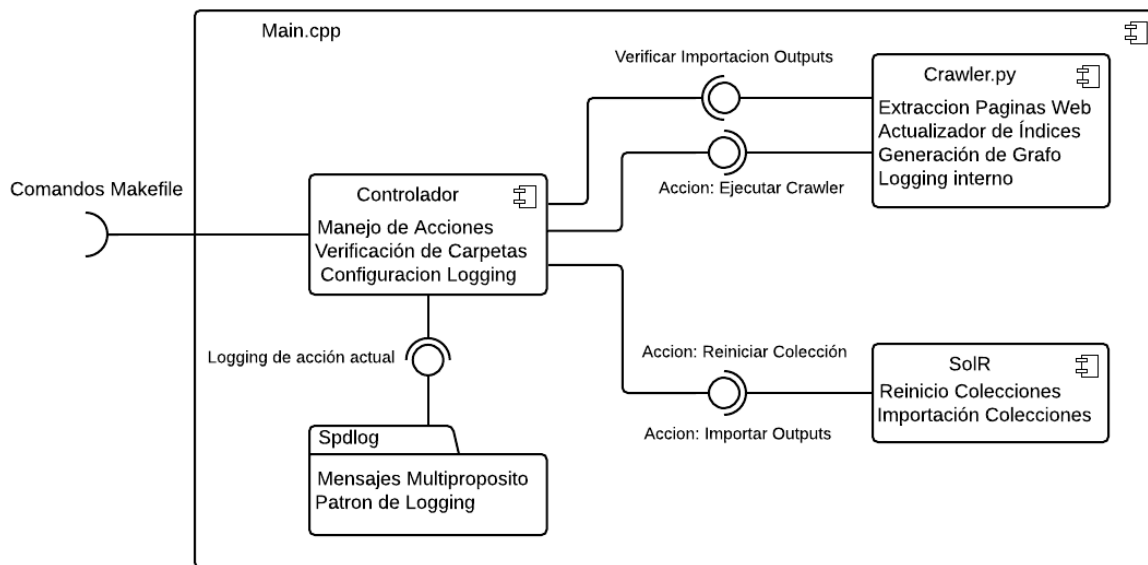 Main.cpp
Verificar Importacion Outputs
Crawler.py
Extraccion Paginas Web
Actualizador de Índices
Generación de Grafo
Logging interno
Accion: Ejecutar Crawler
Comandos Makefile
Controlador
Manejo de Acciones
Verificación de Carpetas
Configuracion Logging
Logging de acción actual
Accion: Reiniciar Colección
SolR
Reinicio Colecciones
Importación Colecciones
Accion: Importar Outputs
Spdlog
Mensajes Multiproposito
Patron de Logging